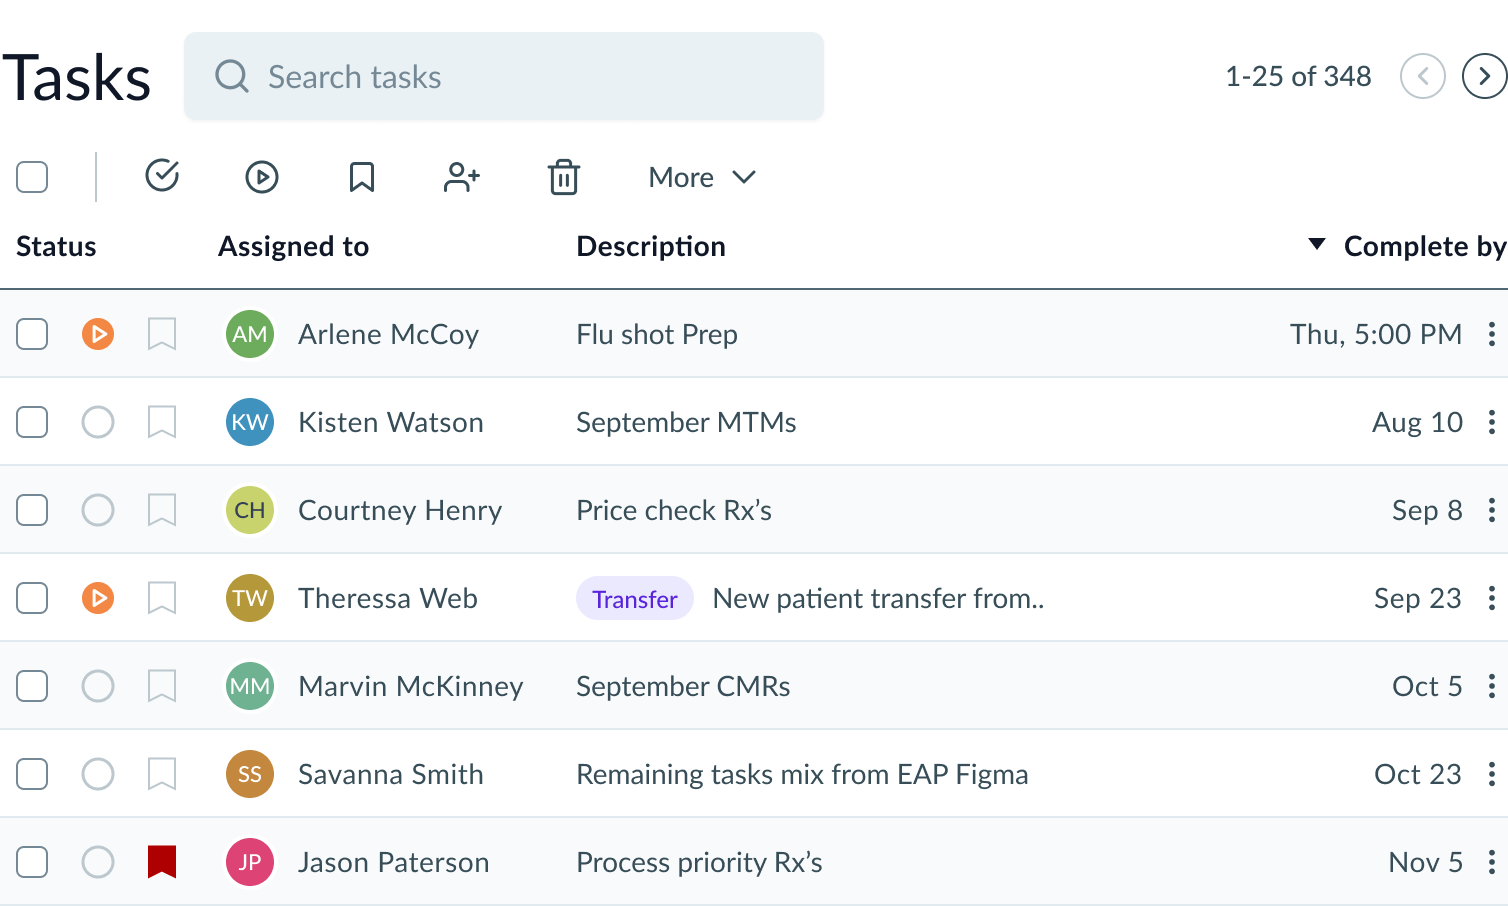 Tasks Search tasks 1-25 of 348
More
Status Assigned to Description Complete by
AM Arlene McCoy Flu shot Prep Thu, 5:00 PM
KW Kisten Watson September MTMs Aug 10
CH Courtney Henry Price check Rx’s Sep 8
TW Theressa Web Transfer New patient transfer from.. Sep 23
MM Marvin McKinney September CMRs Oct 5
SS Savanna Smith Remaining tasks mix from EAP Figma Oct 23
JP Jason Paterson Process priority Rx’s Nov 5